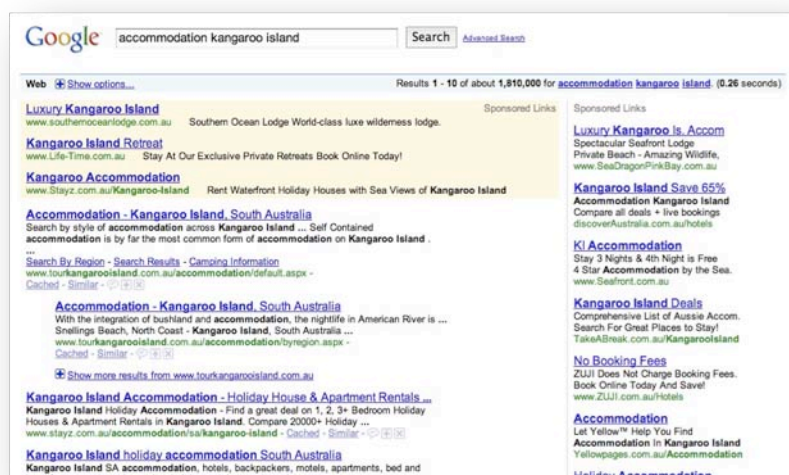 Google accommodation kangaroo island Search Advanced Search
Web Show options... Results 1 - 10 of about 1,810,000 for accommodation kangaroo island. (0.26 seconds)
Luxury Kangaroo Island Sponsored Links
www.southernoceanlodge.com.au Southern Ocean Lodge World-class luxe wilderness lodge.
Kangaroo Island Retreat
www.Life-Time.com.au Stay At Our Exclusive Private Retreats Book Online Today!
Kangaroo Accommodation
www.Stayz.com.au/Kangaroo-Island Rent Waterfront Holiday Houses with Sea Views of Kangaroo Island
Accommodation - Kangaroo Island, South Australia
Search by style of accommodation across Kangaroo Island ... Self Contained
accommodation is by far the most common form of accommodation on Kangaroo Island .
...
Search By Region - Search Results - Camping Information
www.tourkangarooisland.com.au/accommodation/default.aspx -
Cached - Similar -
Accommodation - Kangaroo Island, South Australia
With the integration of bushland and accommodation, the nightlife in American River is ...
Snellings Beach, North Coast - Kangaroo Island, South Australia ...
www.tourkangarooisland.com.au/accommodation/byregion.aspx -
Cached - Similar -
Show more results from www.tourkangarooisland.com.au
Kangaroo Island Accommodation - Holiday House & Apartment Rentals ...
Kangaroo Island Holiday Accommodation - Find a great deal on 1, 2, 3+ Bedroom Holiday
Houses & Apartment Rentals in Kangaroo Island. Compare 20000+ Holiday ...
www.stayz.com.au/accommodation/sa/kangaroo-island - Cached - Similar -
Kangaroo Island holiday accommodation South Australia
Kangaroo Island SA accommodation, hotels, backpackers, motels, apartments, bed and
Sponsored Links
Luxury Kangaroo Is. Accom
Spectacular Seafront Lodge
Private Beach - Amazing Wildlife,
www.SeaDragonPinkBay.com.au
Kangaroo Island Save 65%
Accommodation Kangaroo Island
Compare all deals + live bookings
discoverAustralia.com.au/hotels
KI Accommodation
Stay 3 Nights & 4th Night is Free
4 Star Accommodation by the Sea.
www.Seafront.com.au
Kangaroo Island Deals
Comprehensive List of Aussie Accom.
Search For Great Places to Stay!
TakeABreak.com.au/KangarooIsland
No Booking Fees
ZUJI Does Not Charge Booking Fees.
Book Online Today And Save!
www.ZUJI.com.au/Hotels
Accommodation
Let Yellow™ Help You Find
Accommodation In Kangaroo Island
Yellowpages.com.au/Accommodation
Holiday Accommodation